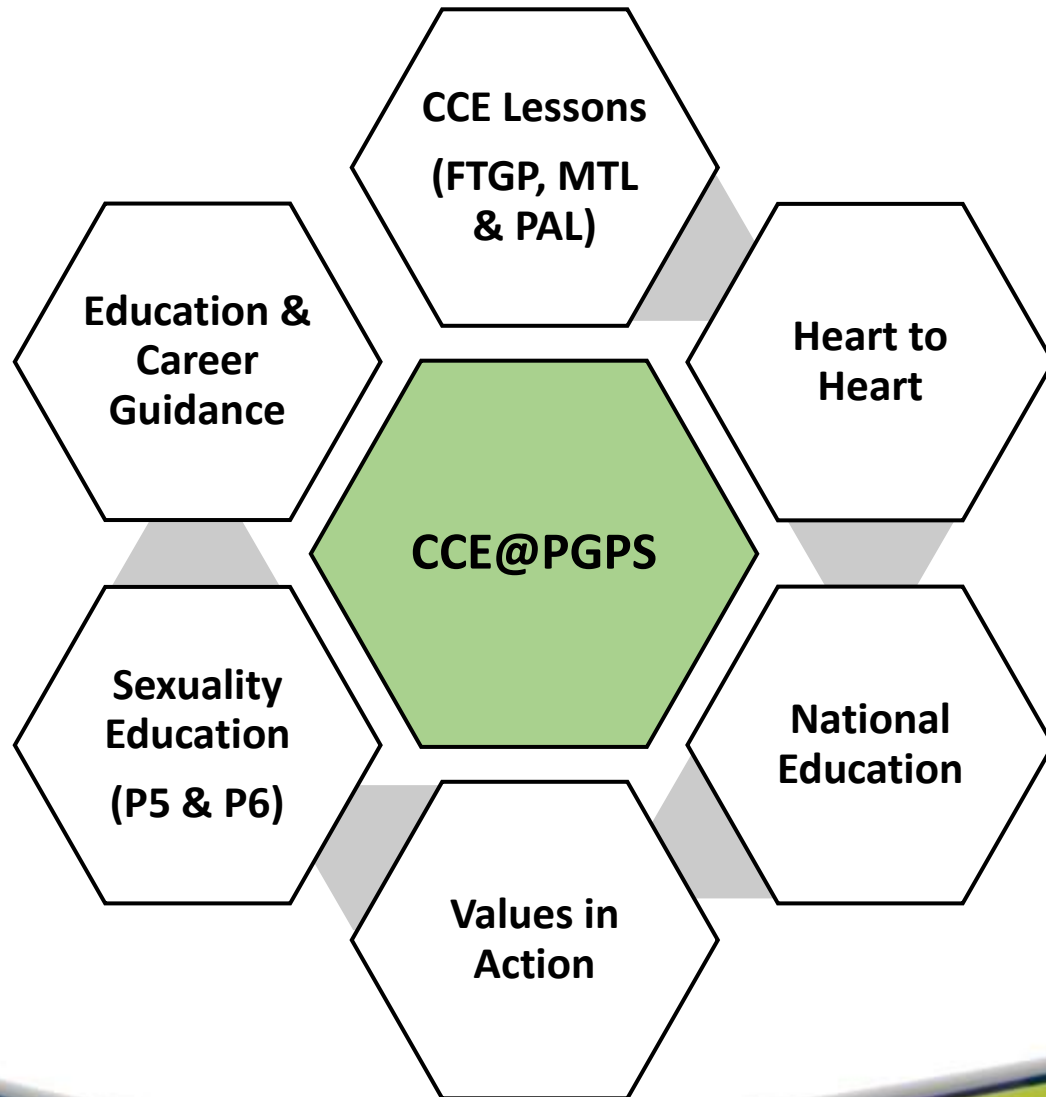 CCE Lessons
(FTGP, MTL
& PAL)
Heart to
Heart
National
Education
Values in
Action
Sexuality
Education
(P5 & P6)
Education &
Career
Guidance
CCE@PGPS